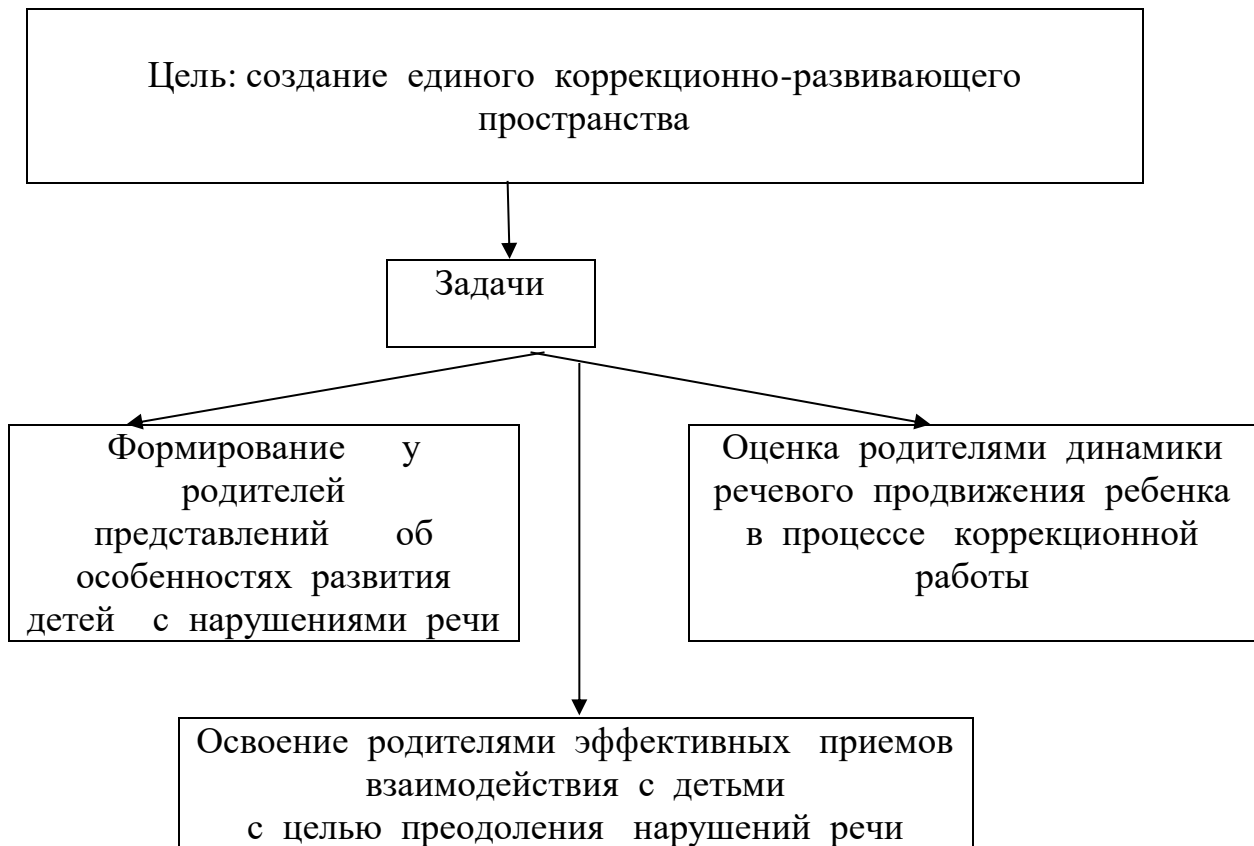 Цель: создание единого коррекционно-развивающего
пространства
Задачи
Формирование у
родителей
представлений об
особенностях развития
детей с нарушениями речи
Оценка родителями динамики
речевого продвижения ребенка
в процессе коррекционной
работы
Освоение родителями эффективных приемов
взаимодействия с детьми
с целью преодоления нарушений речи